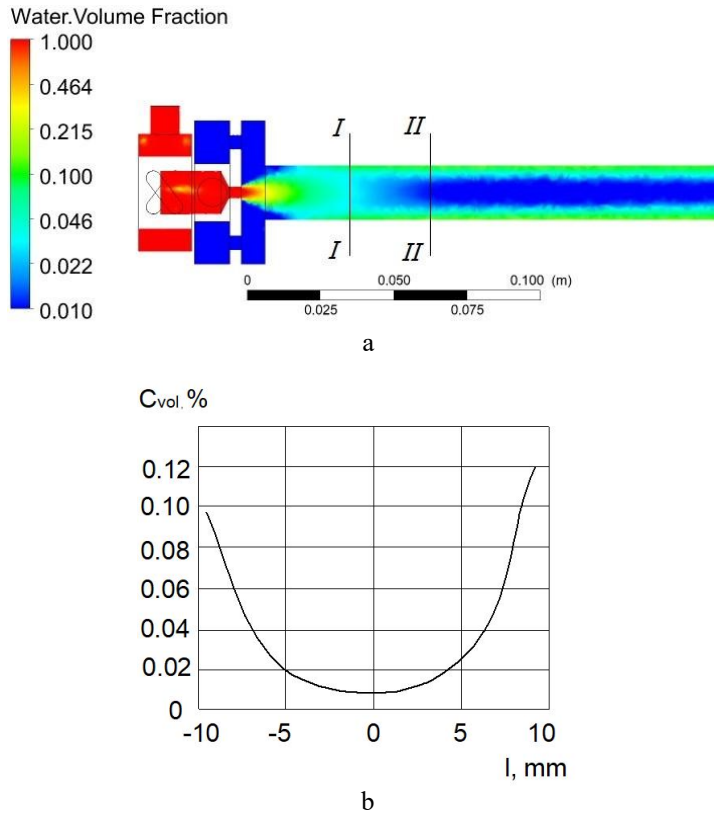 Water.Volume Fraction
1.000
0.464
0.215
0.100
0.046
0.022
0.010
I II
I II
0 0.050 0.100 (m)
0.025 0.075
a
Cvol, %
0.12
0.10
0.08
0.06
0.04
0.02
0
-10 -5 0 5 10
l, mm
b